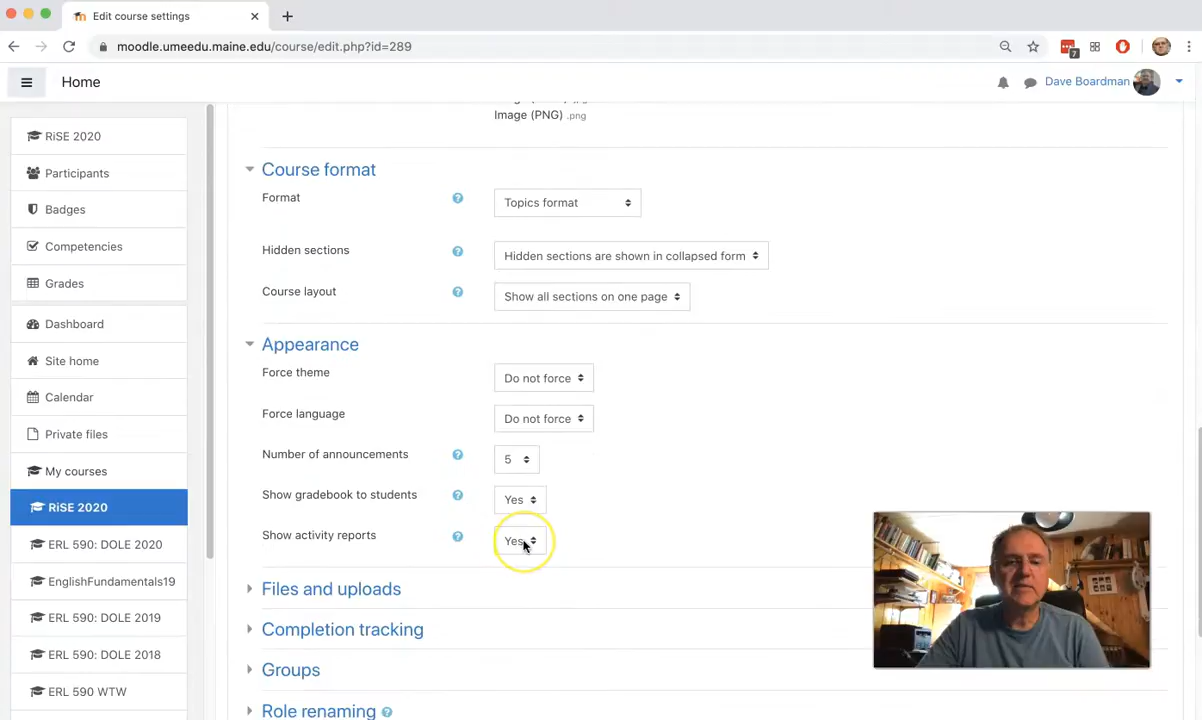 Edit course settings
moodle.umeedu.maine.edu/course/edit.php?id=289
7
Home
Dave Boardman
RiSE 2020
Participants
Badges
Competencies
Grades
Dashboard
Site home
Calendar
Private files
My courses
RiSE 2020
ERL 590: DOLE 2020
EnglishFundamentals19
ERL 590: DOLE 2019
ERL 590: DOLE 2018
ERL 590 WTW
Image (PNG) .png
Course format
Format
Topics format
Hidden sections
Hidden sections are shown in collapsed form
Course layout
Show all sections on one page
Appearance
Force theme
Do not force
Force language
Do not force
Number of announcements
5
Show gradebook to students
Yes
Show activity reports
Yes
Files and uploads
Completion tracking
Groups
Role renaming